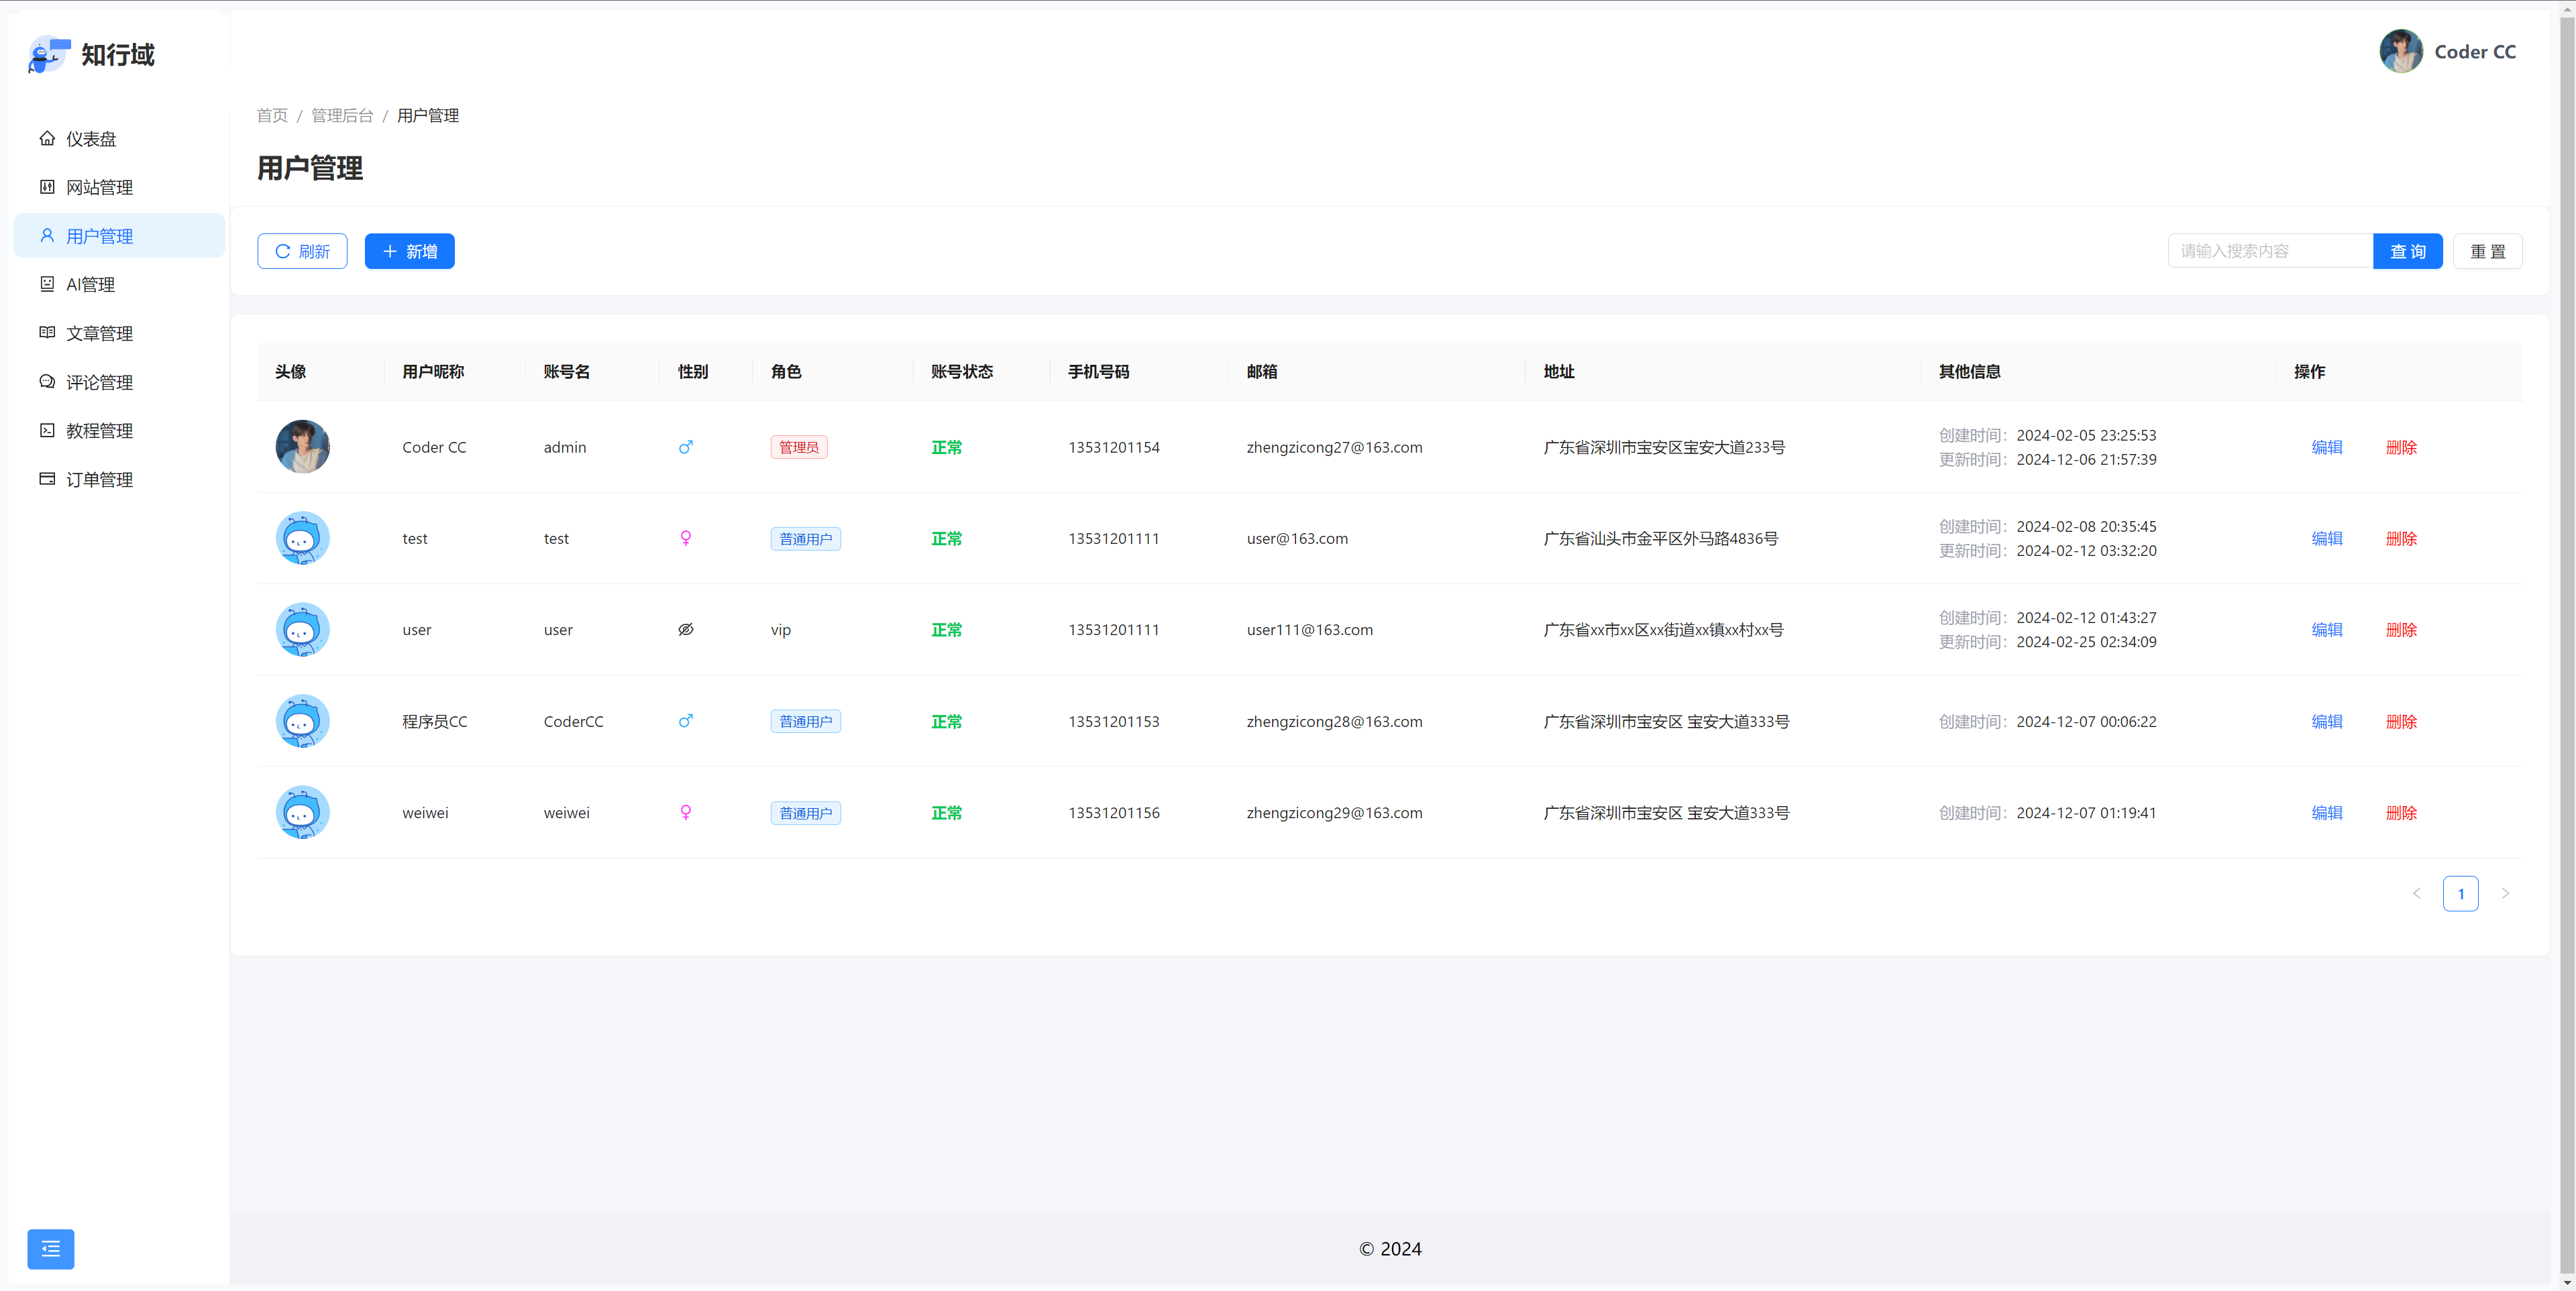 知行域
Coder CC
仪表盘
网站管理
用户管理
AI管理
文章管理
评论管理
教程管理
订单管理
首页 / 管理后台 / 用户管理
用户管理
刷新 新增 请输入搜索内容 查 询 重 置
头像 用户昵称 账号名 性别 角色 账号状态 手机号码 邮箱 地址 其他信息 操作
Coder CC admin 管理员 正常 13531201154 zhengzicong27@163.com 广东省深圳市宝安区宝安大道233号 创建时间：2024-02-05 23:25:53 编辑 删除
更新时间：2024-12-06 21:57:39
test test 普通用户 正常 13531201111 user@163.com 广东省汕头市金平区外马路4836号 创建时间：2024-02-08 20:35:45 编辑 删除
更新时间：2024-02-12 03:32:20
user user vip 正常 13531201111 user111@163.com 广东省xx市xx区xx街道xx镇xx村xx号 创建时间：2024-02-12 01:43:27 编辑 删除
更新时间：2024-02-25 02:34:09
程序员CC CoderCC 普通用户 正常 13531201153 zhengzicong28@163.com 广东省深圳市宝安区 宝安大道333号 创建时间：2024-12-07 00:06:22 编辑 删除
weiwei weiwei 普通用户 正常 13531201156 zhengzicong29@163.com 广东省深圳市宝安区 宝安大道333号 创建时间：2024-12-07 01:19:41 编辑 删除
< 1 >
© 2024